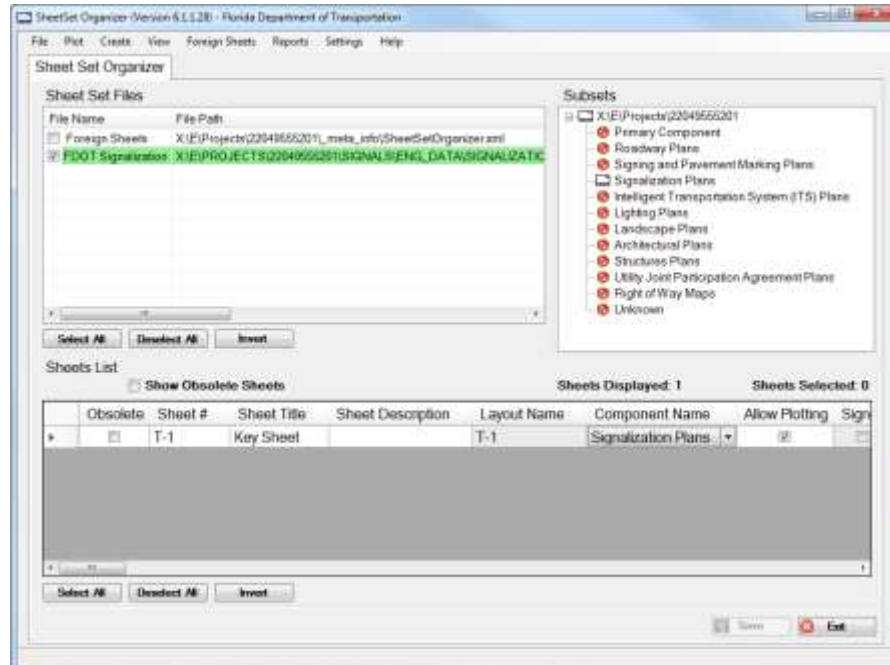 SheetSet Organizer (Version 6.1.1.28) - Florida Department of Transportation
File Plot Create View Foreign Sheets Reports Settings Help
Sheet Set Organizer
Sheet Set Files
File Name File Path
Foreign Sheets X:\E\Projects\22049555201\_meta_info\SheetSetOrganizer.xml
FDOT Signalization X:\E\PROJECTS\22049555201\SIGNALS\ENG_DATA\SIGNALIZATIC
Select All Deselect All Invert
Subsets
X:\E\Projects\22049555201
Primary Component
Roadway Plans
Signing and Pavement Marking Plans
Signalization Plans
Intelligent Transportation System (ITS) Plans
Lighting Plans
Landscape Plans
Architectural Plans
Structures Plans
Utility Joint Participation Agreement Plans
Right of Way Maps
Unknown
Sheets List
Show Obsolete Sheets Sheets Displayed: 1 Sheets Selected: 0
Obsolete Sheet # Sheet Title Sheet Description Layout Name Component Name Allow Plotting Sign
T-1 Key Sheet T-1 Signalization Plans
Select All Deselect All Invert
Save Exit